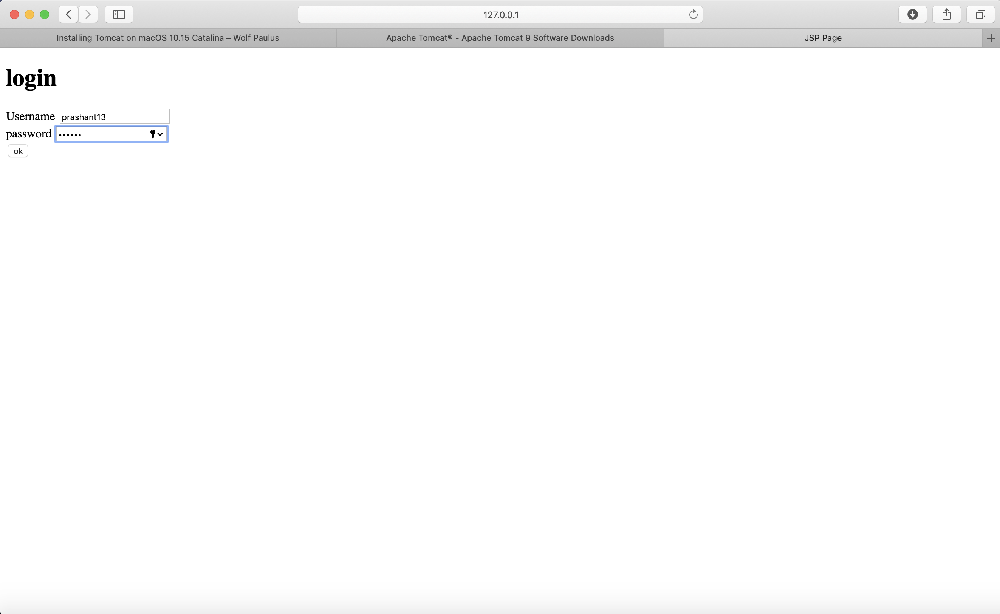 127.0.0.1
Installing Tomcat on macOS 10.15 Catalina – Wolf Paulus
Apache Tomcat® - Apache Tomcat 9 Software Downloads
JSP Page
login
Username prashant13
password ••••••
ok